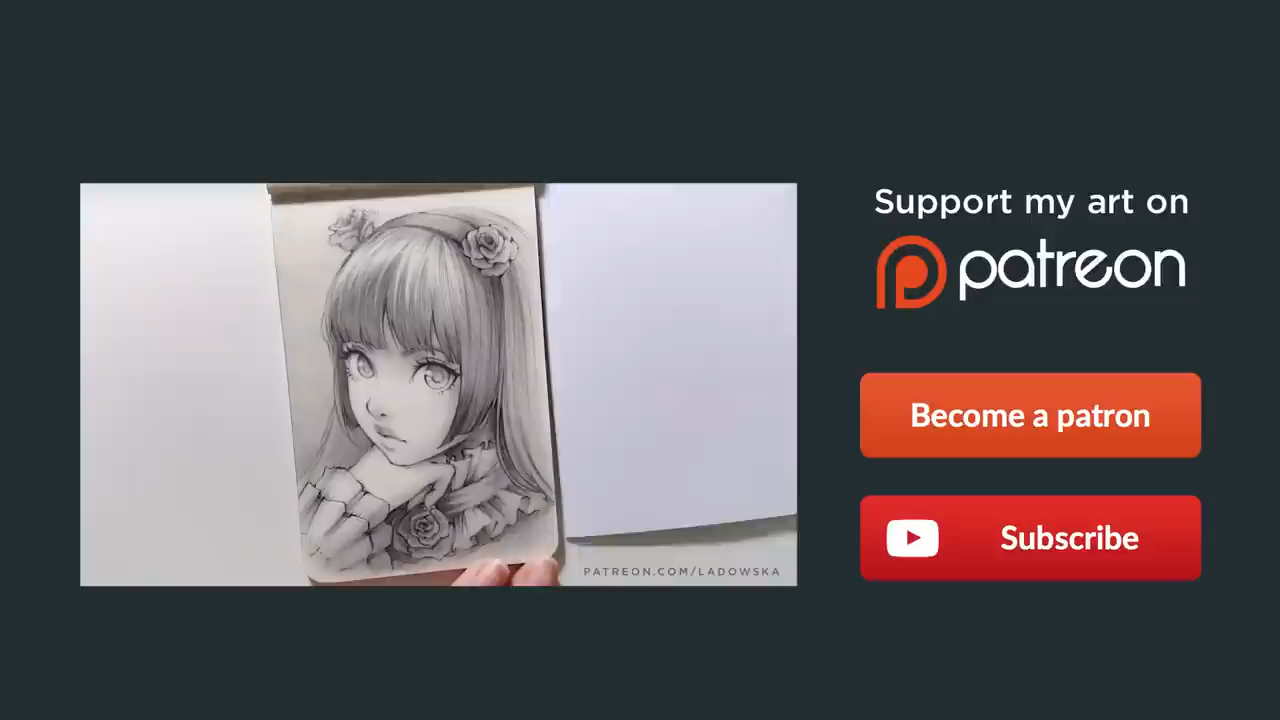 Support my art on
patreon
Become a patron
Subscribe
PATREON.COM/LADOWSKA